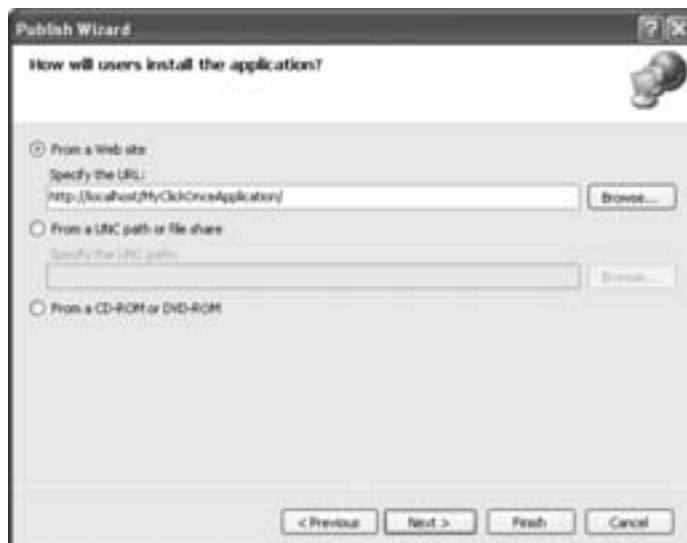 Publish Wizard
How will users install the application?
From a Web site
Specify the URL:
http://localhost/MyClickOnceApplication/
Browse...
From a UNC path or file share
Specify the UNC path:
Browse...
From a CD-ROM or DVD-ROM
< Previous
Next >
Finish
Cancel